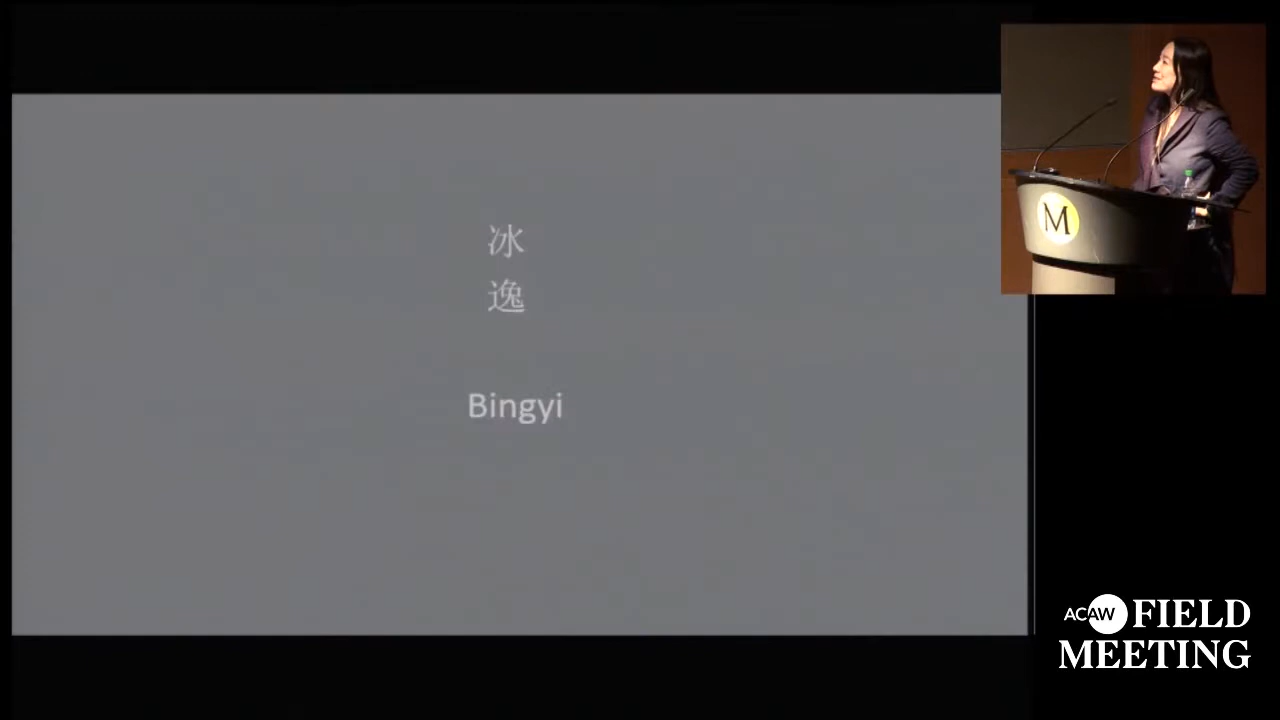 冰
逸
Bingyi
M
ACAW FIELD
MEETING